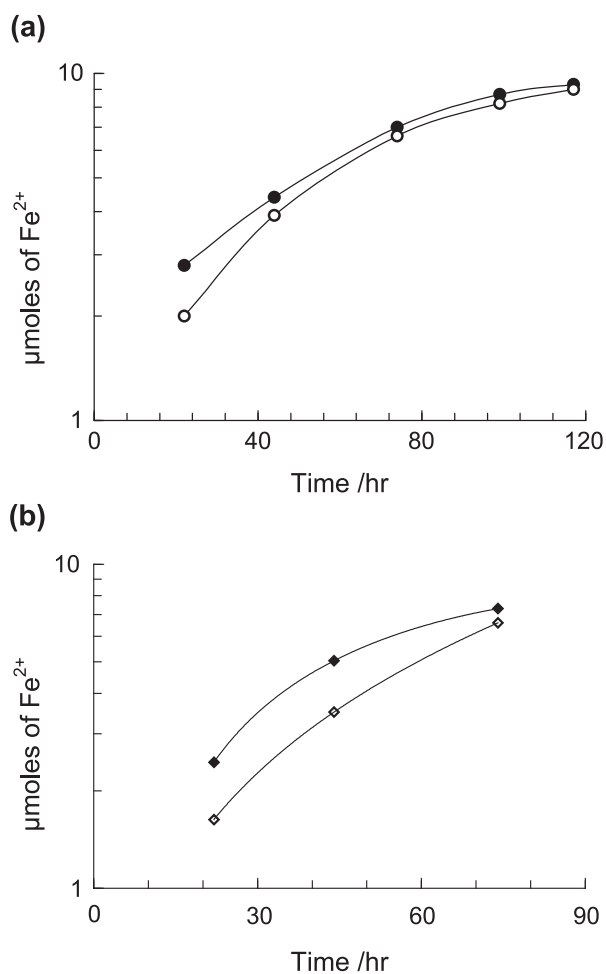 (a)
10
1
µmoles of Fe²⁺
0
40
80
120
Time /hr
(b)
10
1
µmoles of Fe²⁺
0
30
60
90
Time /hr